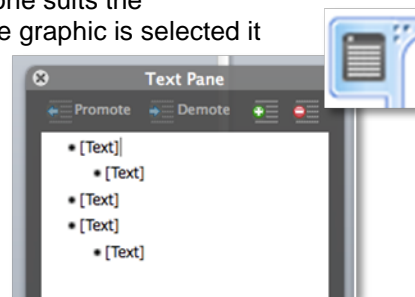 one suits the
e graphic is selected it
Text Pane
Promote Demote
• [Text]
• [Text]
• [Text]
• [Text]
• [Text]